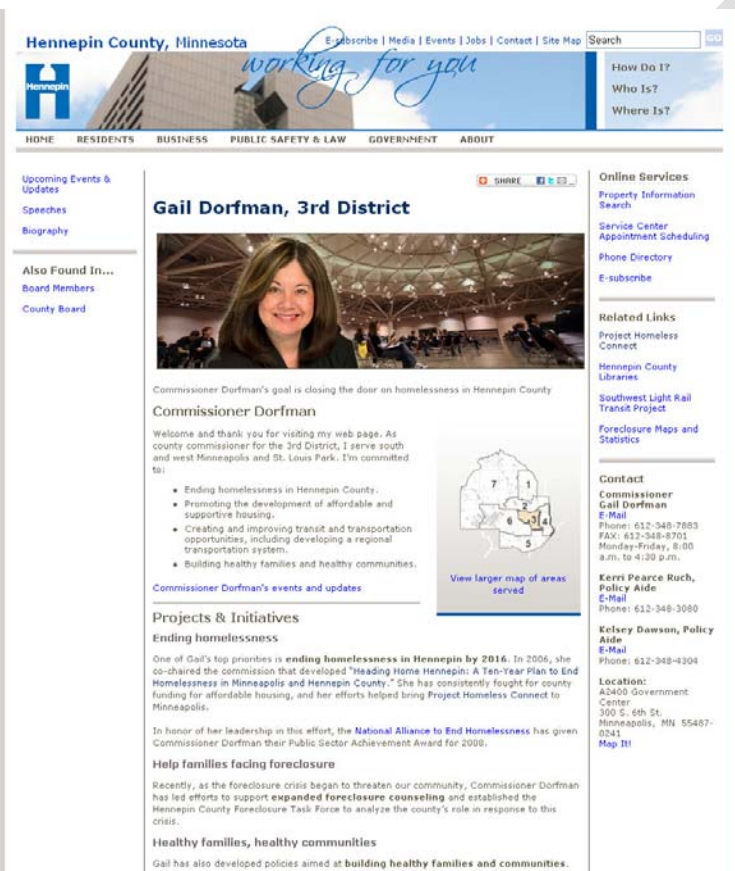 Hennepin County, Minnesota
E-subscribe | Media | Events | Jobs | Contact | Site Map
Search
GO
working for you
Hennepin
How Do I?
Who Is?
Where Is?
HOME RESIDENTS BUSINESS PUBLIC SAFETY & LAW GOVERNMENT ABOUT
Upcoming Events &
Updates
Speeches
Biography
Also Found In...
Board Members
County Board
SHARE
Gail Dorfman, 3rd District
Commissioner Dorfman's goal is closing the door on homelessness in Hennepin County
Commissioner Dorfman
Welcome and thank you for visiting my web page. As
county commissioner for the 3rd District, I serve south
and west Minneapolis and St. Louis Park. I'm committed
to:
• Ending homelessness in Hennepin County.
• Promoting the development of affordable and
supportive housing.
• Creating and improving transit and transportation
opportunities, including developing a regional
transportation system.
• Building healthy families and healthy communities.
Commissioner Dorfman's events and updates
7
1
2
6
3
4
5
View larger map of areas
served
Projects & Initiatives
Ending homelessness
One of Gail's top priorities is ending homelessness in Hennepin by 2016. In 2006, she
co-chaired the commission that developed "Heading Home Hennepin: A Ten-Year Plan to End
Homelessness in Minneapolis and Hennepin County." She has consistently fought for county
funding for affordable housing, and her efforts helped bring Project Homeless Connect to
Minneapolis.
In honor of her leadership in this effort, the National Alliance to End Homelessness has given
Commissioner Dorfman their Public Sector Achievement Award for 2008.
Help families facing foreclosure
Recently, as the foreclosure crisis began to threaten our community, Commissioner Dorfman
has led efforts to support expanded foreclosure counseling and established the
Hennepin County Foreclosure Task Force to analyze the county's role in response to this
crisis.
Healthy families, healthy communities
Gail has also developed policies aimed at building healthy families and communities.
Online Services
Property Information
Search
Service Center
Appointment Scheduling
Phone Directory
E-subscribe
Related Links
Project Homeless
Connect
Hennepin County
Libraries
Southwest Light Rail
Transit Project
Foreclosure Maps and
Statistics
Contact
Commissioner
Gail Dorfman
E-Mail
Phone: 612-348-7883
FAX: 612-348-8701
Monday-Friday, 8:00
a.m. to 4:30 p.m.
Kerri Pearce Ruch,
Policy Aide
E-Mail
Phone: 612-348-3080
Kelsey Dawson, Policy
Aide
E-Mail
Phone: 612-348-4304
Location:
A2400 Government
Center
300 S. 6th St.
Minneapolis, MN 55487-
0241
Map It!